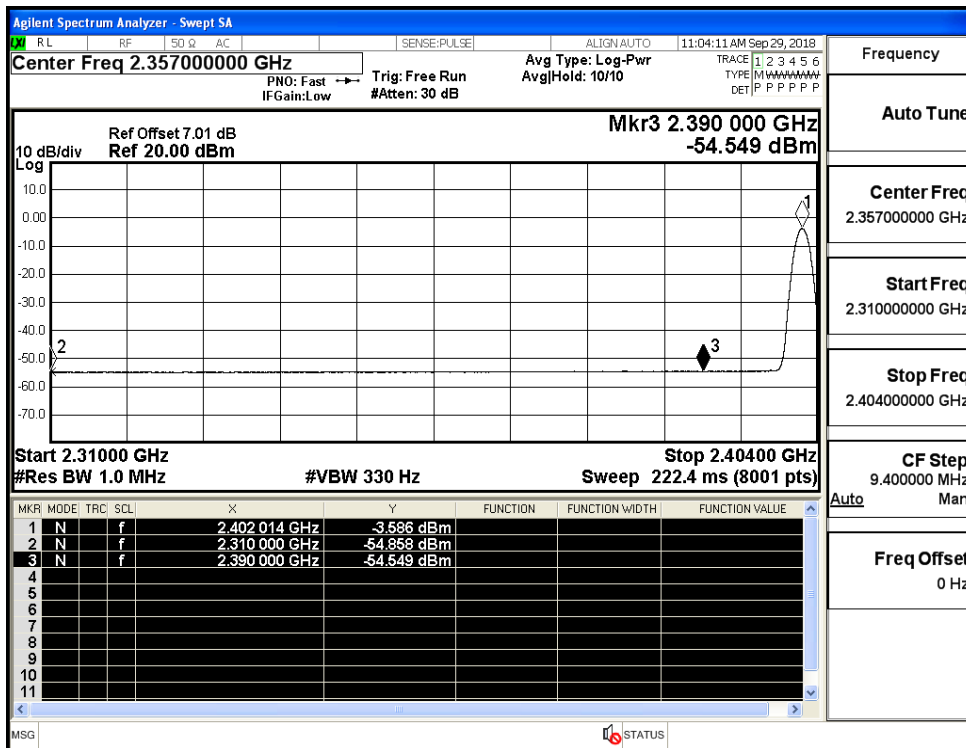 Agilent Spectrum Analyzer - Swept SA
LXI RL RF 50 Ω AC SENSE:PULSE ALIGN AUTO 11:04:11 AM Sep 29, 2018
Center Freq 2.357000000 GHz
PNO: Fast
IFGain:Low
Trig: Free Run
#Atten: 30 dB
Avg Type: Log-Pwr
Avg|Hold: 10/10
TRACE 1 2 3 4 5 6
TYPE M WWWWW
DET P P P P P P
Ref Offset 7.01 dB
10 dB/div Ref 20.00 dBm
Log
Mkr3 2.390 000 GHz
-54.549 dBm
10.0
0.00
-10.0
-20.0
-30.0
-40.0
-50.0
-60.0
-70.0
1
2
3
Start 2.31000 GHz Stop 2.40400 GHz
#Res BW 1.0 MHz #VBW 330 Hz Sweep 222.4 ms (8001 pts)
MKR MODE TRC SCL X Y FUNCTION FUNCTION WIDTH FUNCTION VALUE
1 N f 2.402 014 GHz -3.586 dBm
2 N f 2.310 000 GHz -54.858 dBm
3 N f 2.390 000 GHz -54.549 dBm
4
5
6
7
8
9
10
11
MSG STATUS
Frequency
Auto Tune
Center Freq
2.357000000 GHz
Start Freq
2.310000000 GHz
Stop Freq
2.404000000 GHz
CF Step
9.400000 MHz
Auto Man
Freq Offset
0 Hz